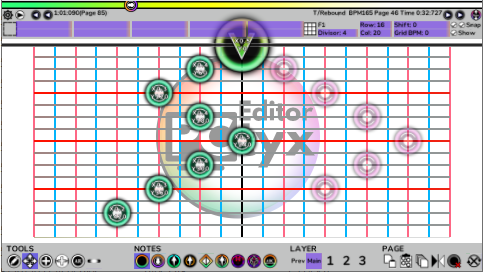 1:01:090(Page 85)
T/Rebound BPM165 Page 46 Time 0:32:727
F1
Divisor: 4
Row: 16
Col: 20
Shift: 0
Grid BPM: 0
Snap
Show
Editor
Psyx
TOOLS
NOTES
LAYER
PAGE
Prev Main 1 2 3